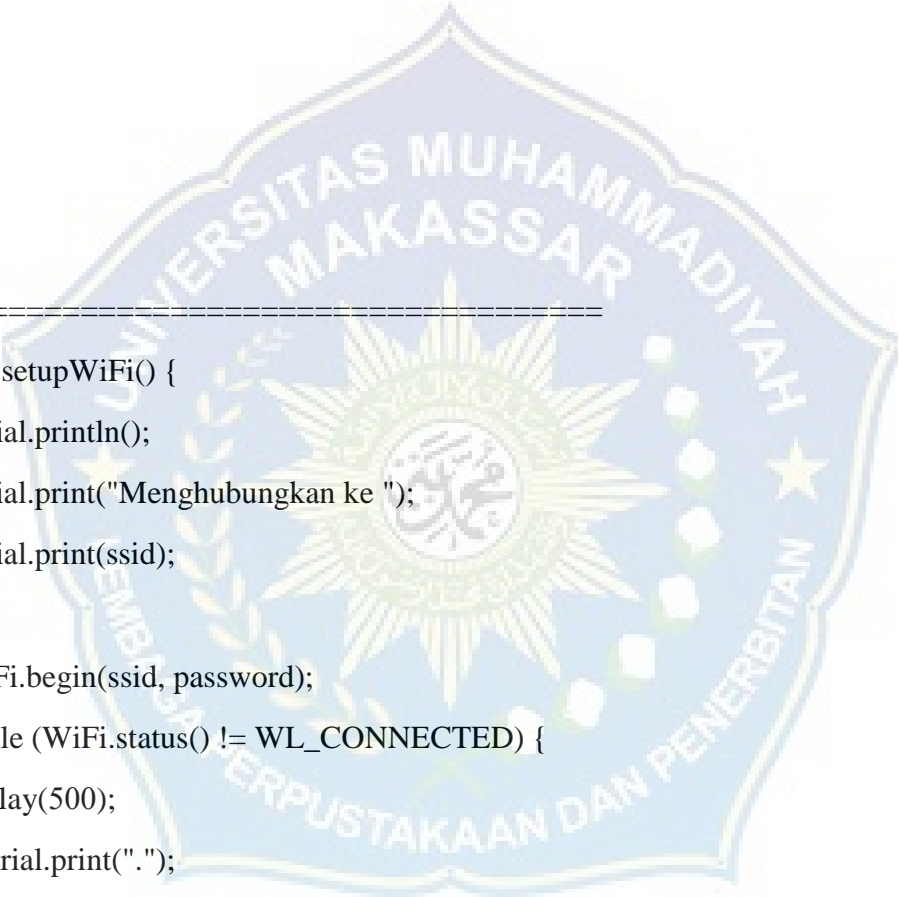 UNIVERSITAS MUHAMMADIYAH
MAKASSAR
==================================
setupWiFi() {
ial.println();
ial.print("Menghubungkan ke ");
ial.print(ssid);
Fi.begin(ssid, password);
le (WiFi.status() != WL_CONNECTED) {
lay(500);
rial.print(".");
LEMBAGA PERPUSTAKAAN DAN PENERBITAN